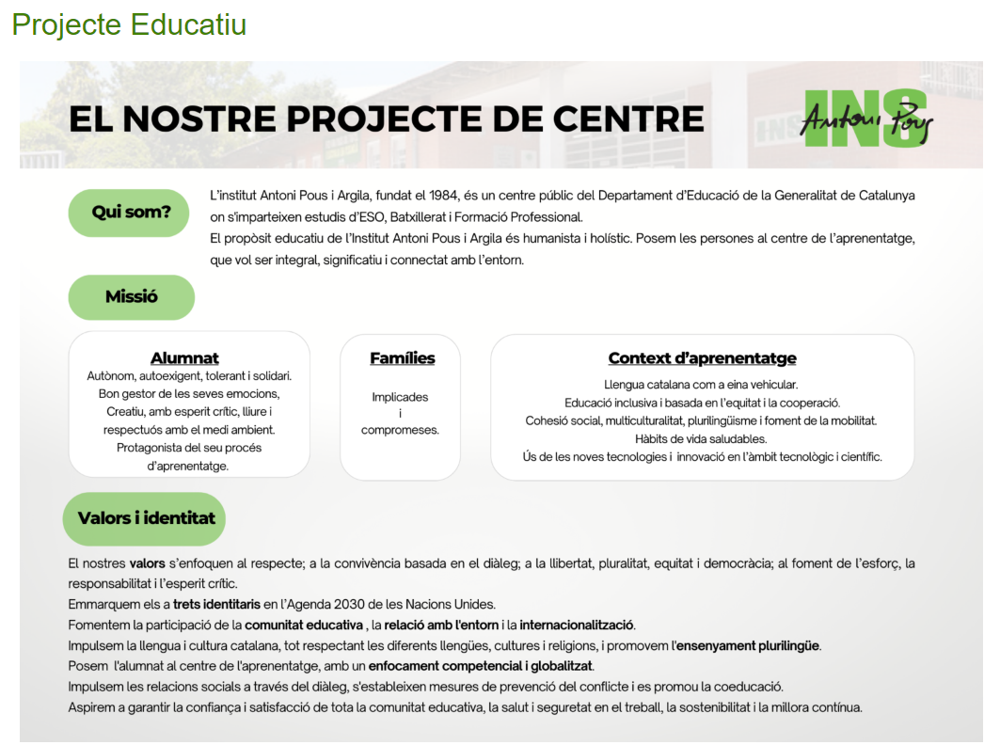 Projecte Educatiu
EL NOSTRE PROJECTE DE CENTRE
INS
Antoni Pous
INS
Qui som?
L’institut Antoni Pous i Argila, fundat el 1984, és un centre públic del Departament d’Educació de la Generalitat de Catalunya
on s'imparteixen estudis d’ESO, Batxillerat i Formació Professional.
El propòsit educatiu de l’Institut Antoni Pous i Argila és humanista i holístic. Posem les persones al centre de l’aprenentatge,
que vol ser integral, significatiu i connectat amb l’entorn.
Missió
Alumnat
Autònom, autoexigent, tolerant i solidari.
Bon gestor de les seves emocions,
Creatiu, amb esperit crític, lliure i
respectuós amb el medi ambient.
Protagonista del seu procés
d’aprenentatge.
Famílies
Implicades
i
compromeses.
Context d’aprenentatge
Llengua catalana com a eina vehicular.
Educació inclusiva i basada en l’equitat i la cooperació.
Cohesió social, multiculturalitat, plurilingüisme i foment de la mobilitat.
Hàbits de vida saludables.
Ús de les noves tecnologies i innovació en l’àmbit tecnològic i científic.
Valors i identitat
El nostres valors s’enfoquen al respecte; a la convivència basada en el diàleg; a la llibertat, pluralitat, equitat i democràcia; al foment de l’esforç, la
responsabilitat i l’esperit crític.
Emmarquem els a trets identitaris en l’Agenda 2030 de les Nacions Unides.
Fomentem la participació de la comunitat educativa , la relació amb l'entorn i la internacionalització.
Impulsem la llengua i cultura catalana, tot respectant les diferents llengües, cultures i religions, i promovem l'ensenyament plurilingüe.
Posem l'alumnat al centre de l'aprenentatge, amb un enfocament competencial i globalitzat.
Impulsem les relacions socials a través del diàleg, s'estableixen mesures de prevenció del conflicte i es promou la coeducació.
Aspirem a garantir la confiança i satisfacció de tota la comunitat educativa, la salut i seguretat en el treball, la sostenibilitat i la millora contínua.